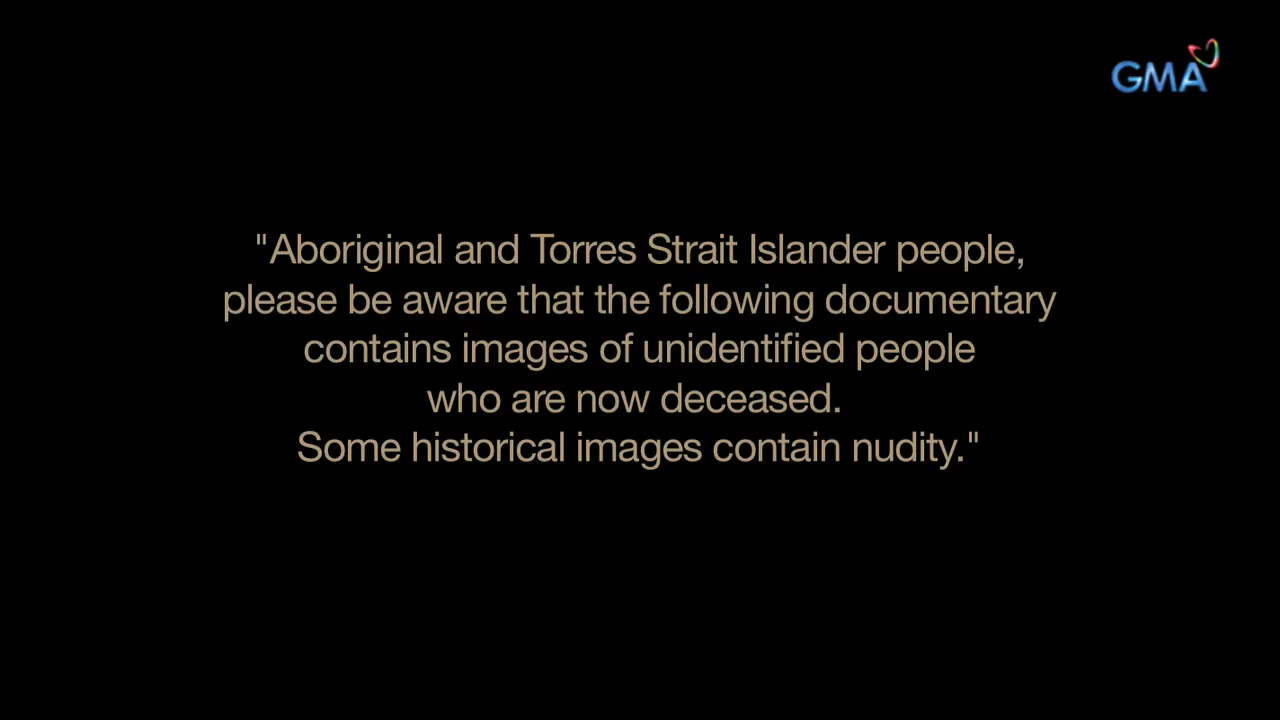 GMA
"Aboriginal and Torres Strait Islander people,
please be aware that the following documentary
contains images of unidentified people
who are now deceased.
Some historical images contain nudity."